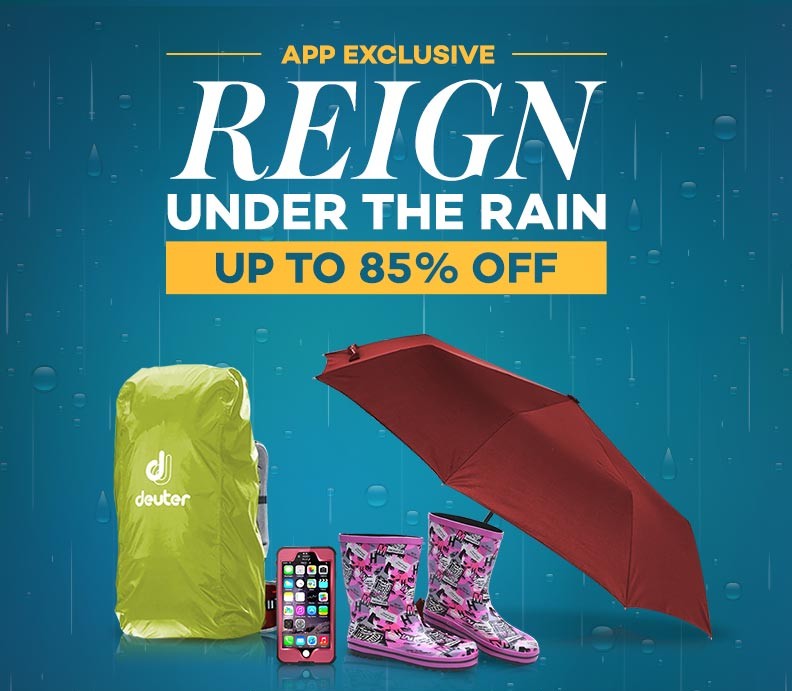 APP EXCLUSIVE
REIGN
UNDER THE RAIN
UP TO 85% OFF
deuter